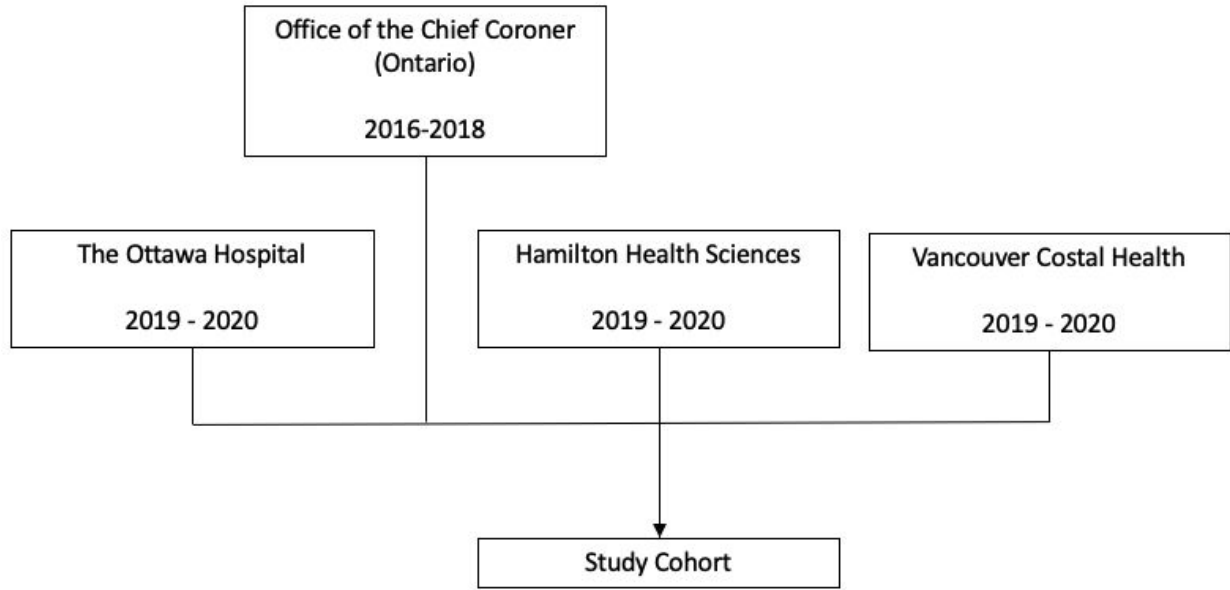 Office of the Chief Coroner
(Ontario)
2016-2018
The Ottawa Hospital
2019 - 2020
Hamilton Health Sciences
2019 - 2020
Vancouver Costal Health
2019 - 2020
Study Cohort